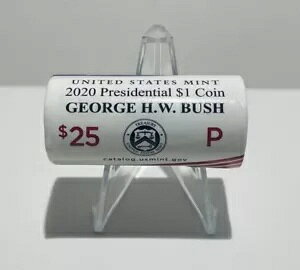 UNITED STATES MINT
2020 Presidential $1 Coin
GEORGE H.W. BUSH
$25 P
catalog.usmint.gov